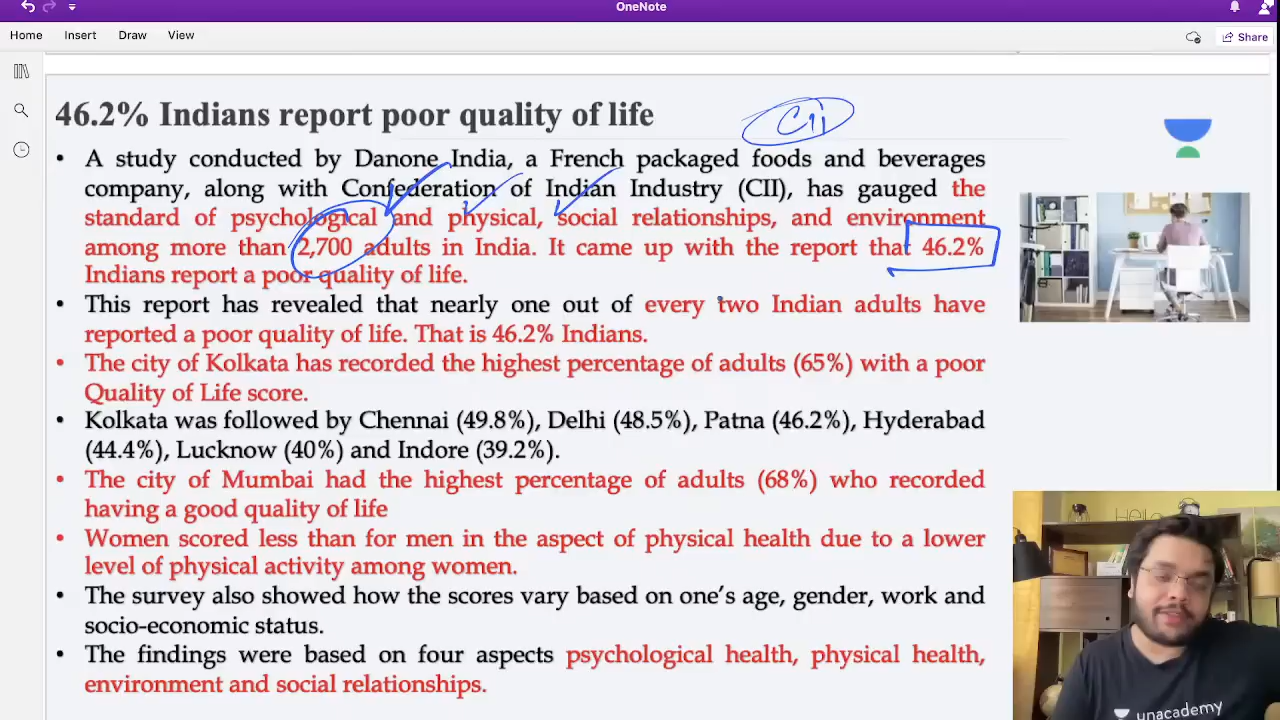 OneNote
Home Insert Draw View Share
46.2% Indians report poor quality of life
Cii
• A study conducted by Danone India, a French packaged foods and beverages
company, along with Confederation of Indian Industry (CII), has gauged the
standard of psychological and physical, social relationships, and environment
among more than 2,700 adults in India. It came up with the report that 46.2%
Indians report a poor quality of life.
• This report has revealed that nearly one out of every two Indian adults have
reported a poor quality of life. That is 46.2% Indians.
• The city of Kolkata has recorded the highest percentage of adults (65%) with a poor
Quality of Life score.
• Kolkata was followed by Chennai (49.8%), Delhi (48.5%), Patna (46.2%), Hyderabad
(44.4%), Lucknow (40%) and Indore (39.2%).
• The city of Mumbai had the highest percentage of adults (68%) who recorded
having a good quality of life
• Women scored less than for men in the aspect of physical health due to a lower
level of physical activity among women.
• The survey also showed how the scores vary based on one's age, gender, work and
socio-economic status.
• The findings were based on four aspects psychological health, physical health,
environment and social relationships.
Hello
unacademy